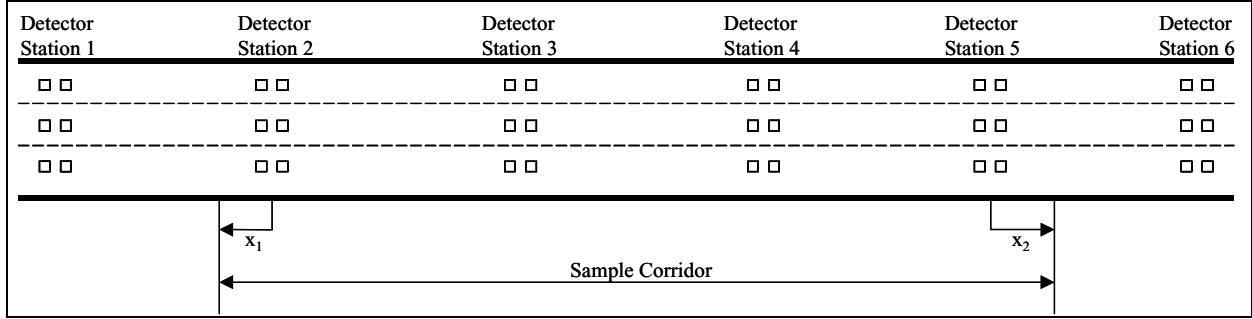 Detector Station 1
Detector Station 2
Detector Station 3
Detector Station 4
Detector Station 5
Detector Station 6
x1
x2
Sample Corridor